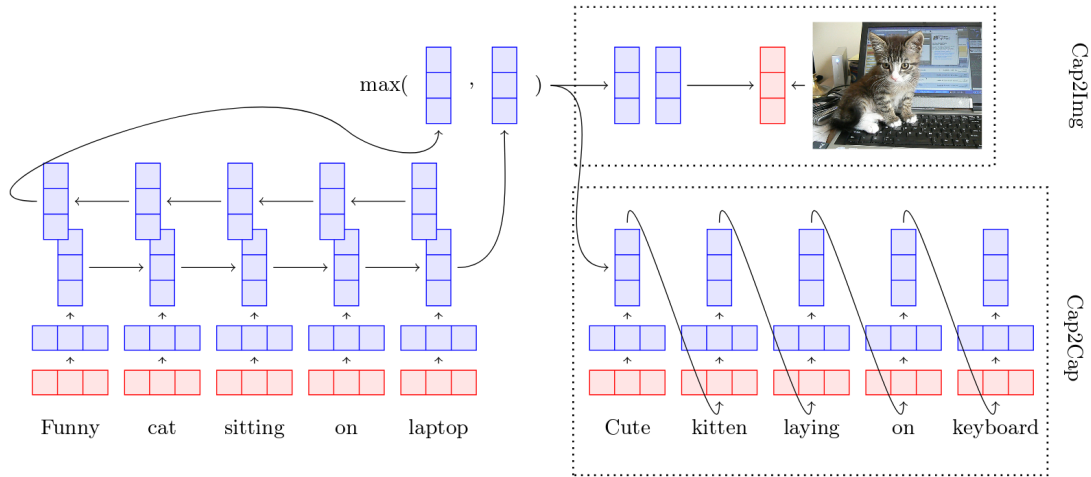 max( , )
Cap2Img
Cap2Cap
Funny cat sitting on laptop
Cute kitten laying on keyboard